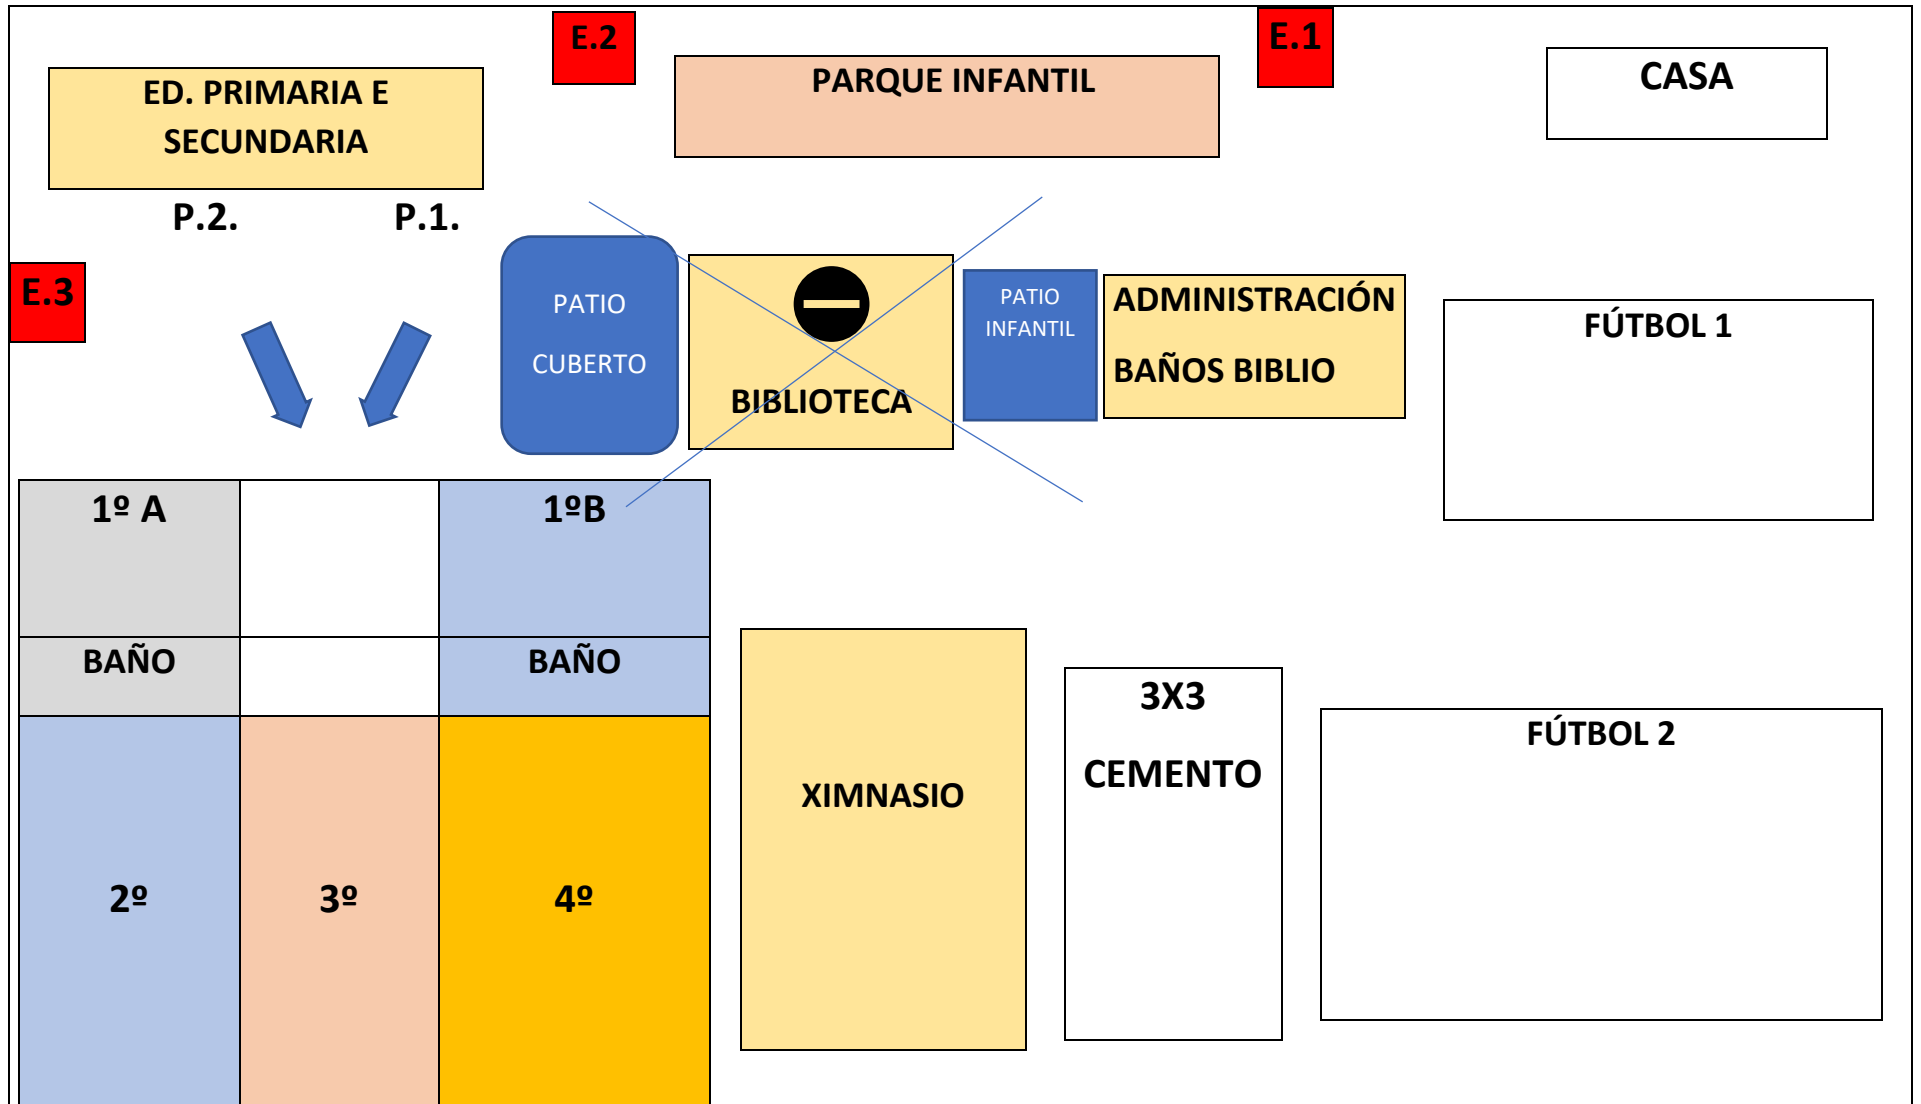 E.2
E.1
PARQUE INFANTIL
CASA
ED. PRIMARIA E
SECUNDARIA
P.2.
P.1.
E.3
PATIO
CUBERTO
BIBLIOTECA
PATIO
INFANTIL
ADMINISTRACIÓN
BAÑOS BIBLIO
FÚTBOL 1
1º A
1ºB
BAÑO
BAÑO
2º
3º
4º
XIMNASIO
3X3
CEMENTO
FÚTBOL 2